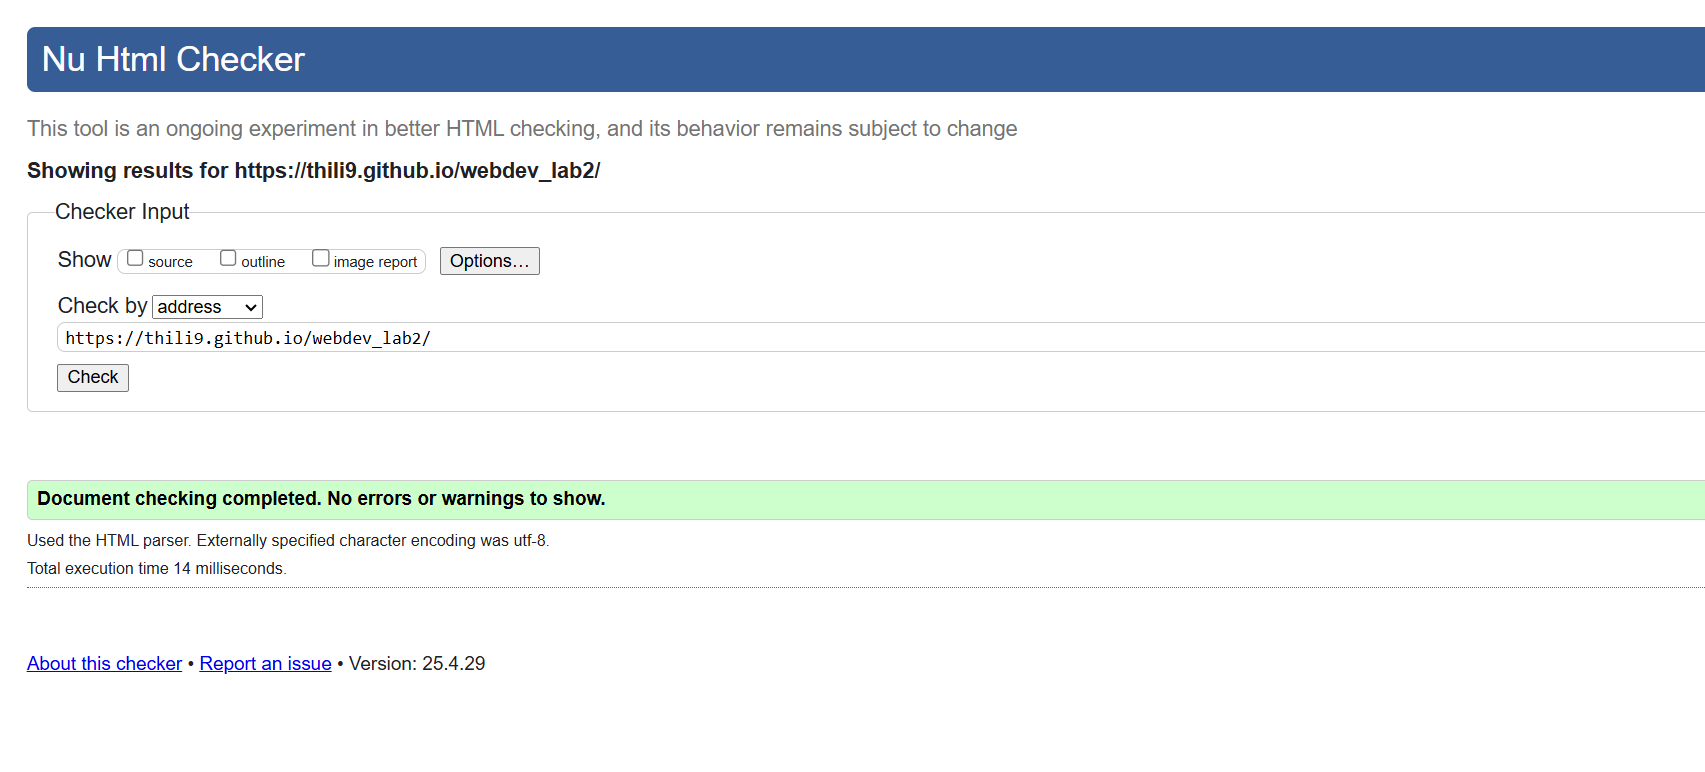 Nu Html Checker
This tool is an ongoing experiment in better HTML checking, and its behavior remains subject to change
Showing results for https://thili9.github.io/webdev_lab2/
Checker Input
Show source outline image report Options…
Check by address
https://thili9.github.io/webdev_lab2/
Check
Document checking completed. No errors or warnings to show.
Used the HTML parser. Externally specified character encoding was utf-8.
Total execution time 14 milliseconds.
About this checker • Report an issue • Version: 25.4.29